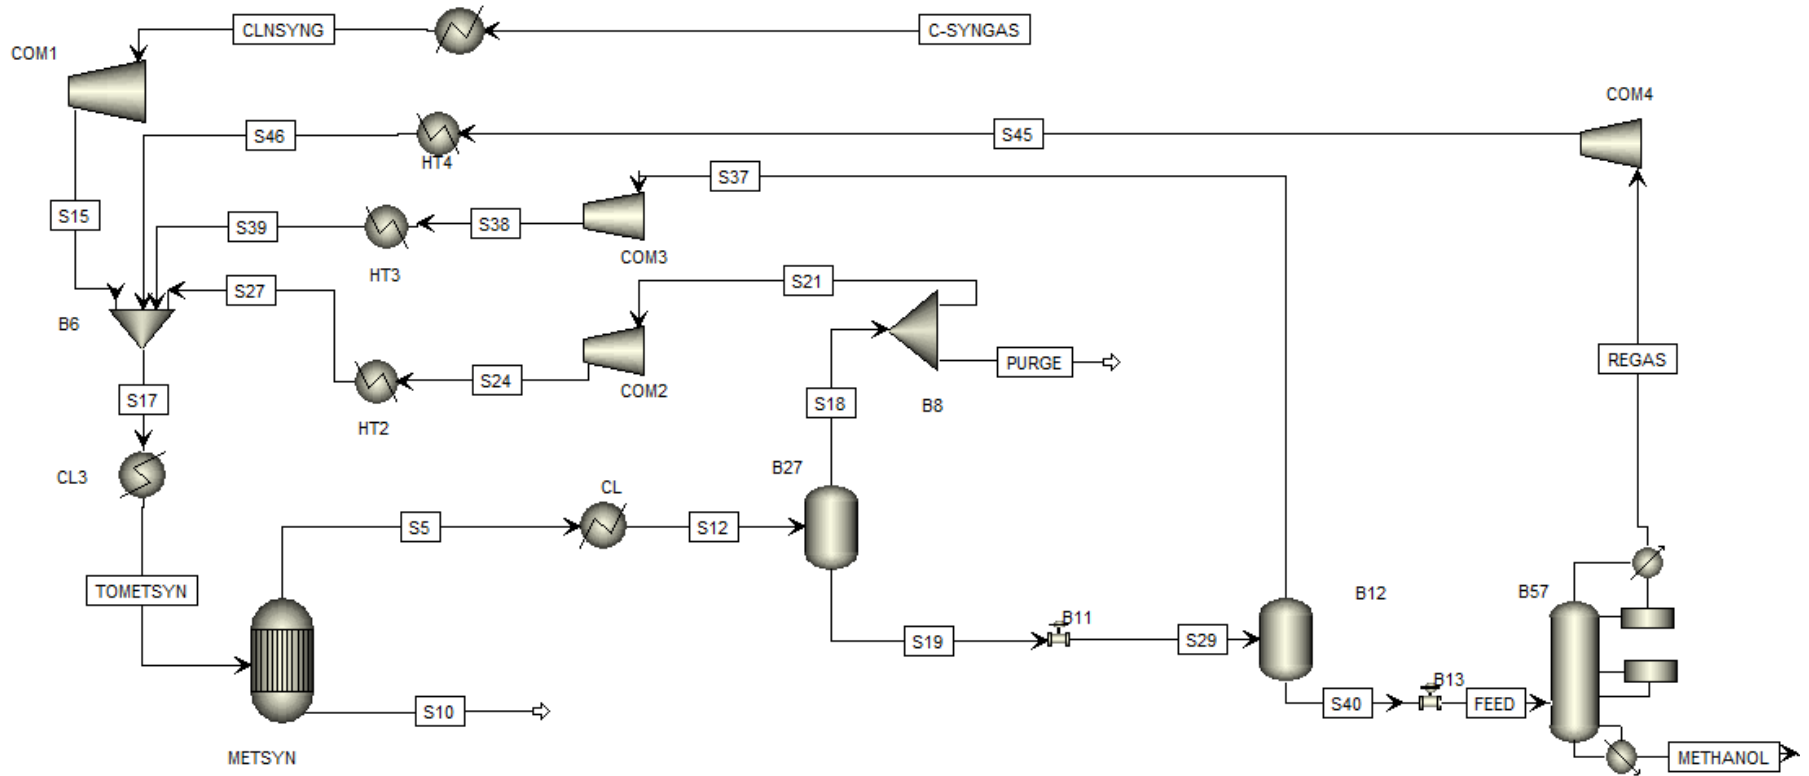 CLNSYNG
C-SYNGAS
COM1
COM4
S46
S45
HT4
S37
S15
S39
S38
COM3
HT3
S21
S27
B6
PURGE
REGAS
S24
COM2
S17
S18
B8
HT2
B27
CL3
CL
S5
S12
TOMETSYN
B12
B57
B11
S19
S29
B13
S40
FEED
S10
METSYN
METHANOL